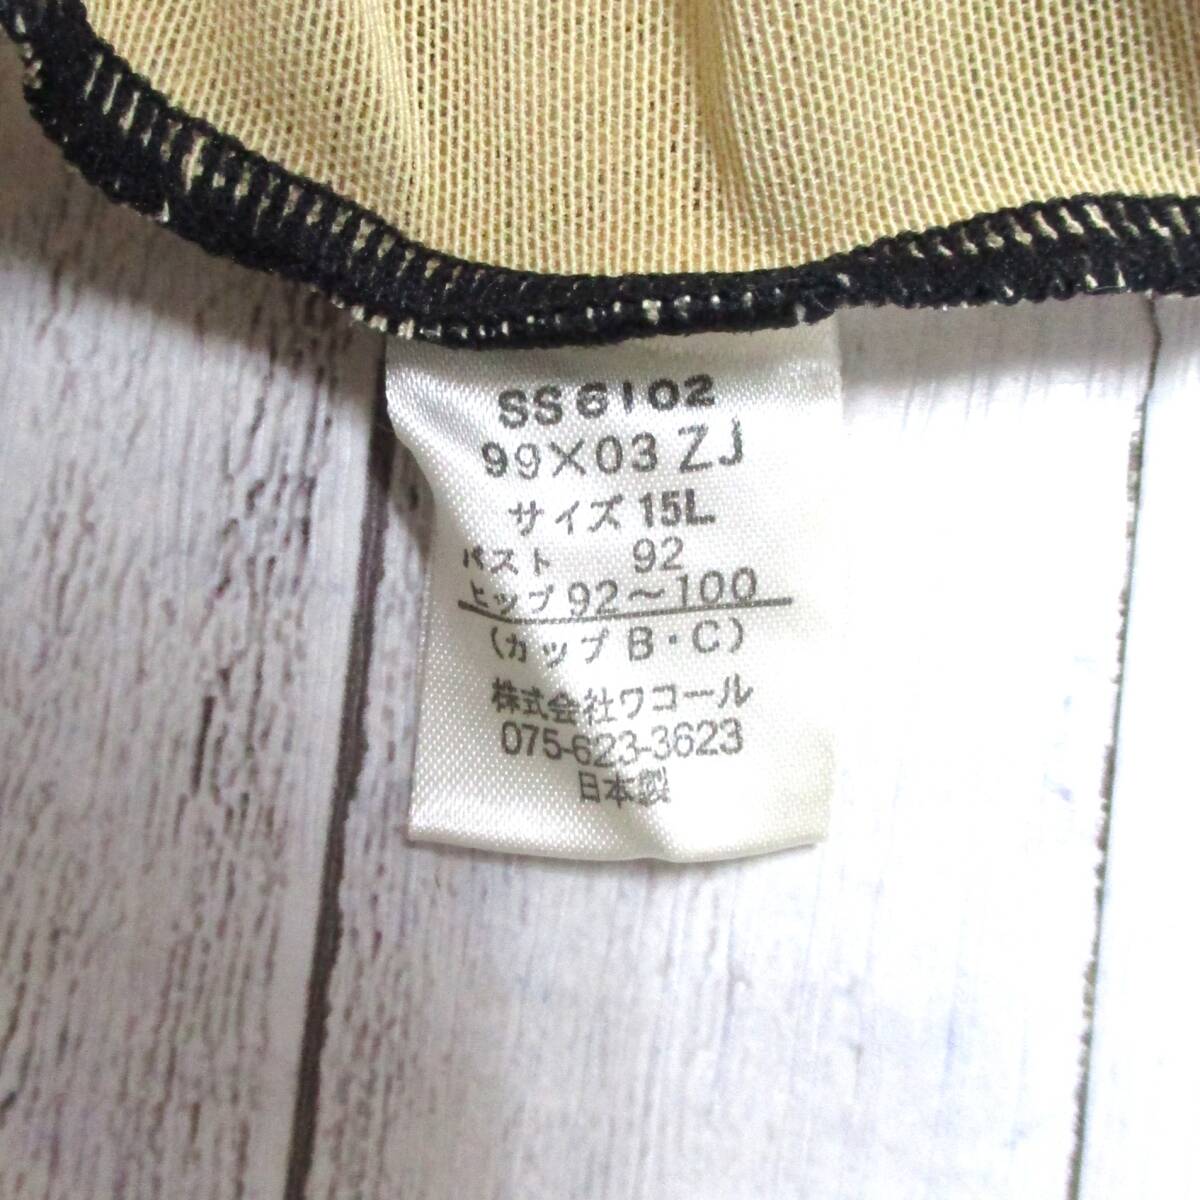 SS6102
99×03 ZJ
サイズ 15L
バスト 92
ヒップ 92～100
(カップ B・C)
株式会社ワコール
075-623-3623
日本製